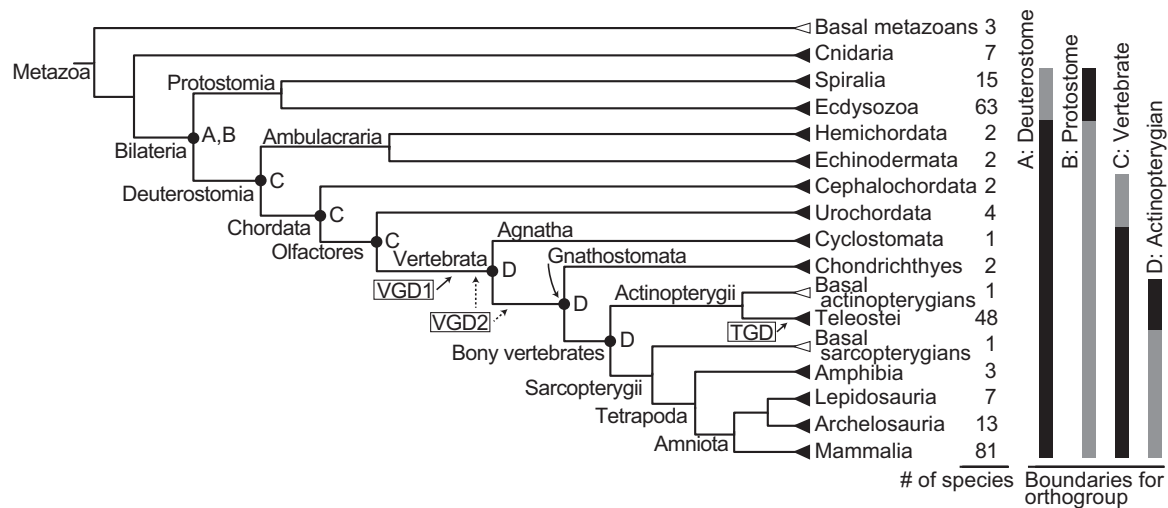 Metazoa
Basal metazoans 3
Cnidaria 7
Protostomia
Spiralia 15
Ecdysozoa 63
A,B
Bilateria
Ambulacraria
Hemichordata 2
Echinodermata 2
C
Deuterostomia
Cephalochordata 2
C
Chordata
Urochordata 4
C
Olfactores
Agnatha
Cyclostomata 1
Vertebrata
D
VGD1
VGD2
Gnathostomata
Chondrichthyes 2
D
Actinopterygii
Basal
actinopterygians 1
Teleostei 48
TGD
D
Bony vertebrates
Basal
sarcopterygians 1
Sarcopterygii
Amphibia 3
Tetrapoda
Lepidosauria 7
Archelosauria 13
Amniota
Mammalia 81
# of species
A: Deuterostome
B: Protostome
C: Vertebrate
D: Actinopterygian
Boundaries for
orthogroup